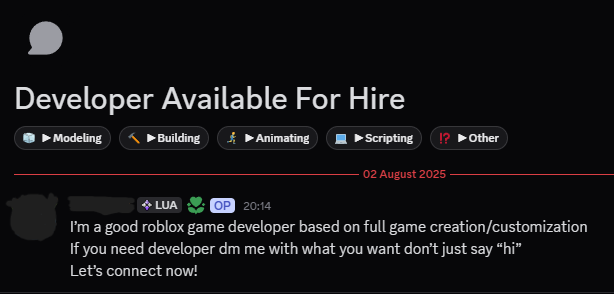 Developer Available For Hire
🧊 ►Modeling 🔨 ►Building 🏃‍♂️ ►Animating 💻 ►Scripting ⁉️ ►Other
02 August 2025
LUA OP 20:14
I’m a good roblox game developer based on full game creation/customization
If you need developer dm me with what you want don’t just say “hi”
Let’s connect now!